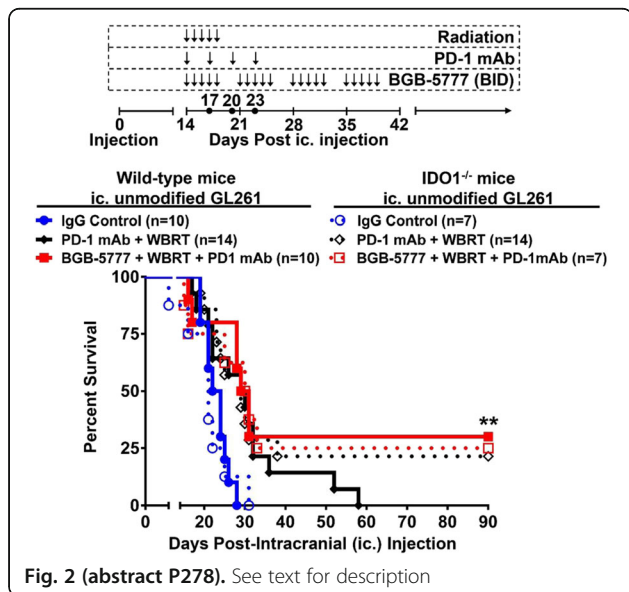 Radiation
PD-1 mAb
BGB-5777 (BID)
17 20 23
0 14 21 28 35 42
Injection Days Post ic. injection
Wild-type mice
ic. unmodified GL261
IgG Control (n=10)
PD-1 mAb + WBRT (n=14)
BGB-5777 + WBRT + PD1 mAb (n=10)
IDO1-/- mice
ic. unmodified GL261
IgG Control (n=7)
PD-1 mAb + WBRT (n=14)
BGB-5777 + WBRT + PD-1mAb (n=7)
Percent Survival
100
75
50
25
0
**
0 20 30 40 50 60 70 80 90
Days Post-Intracranial (ic.) Injection
Fig. 2 (abstract P278). See text for description